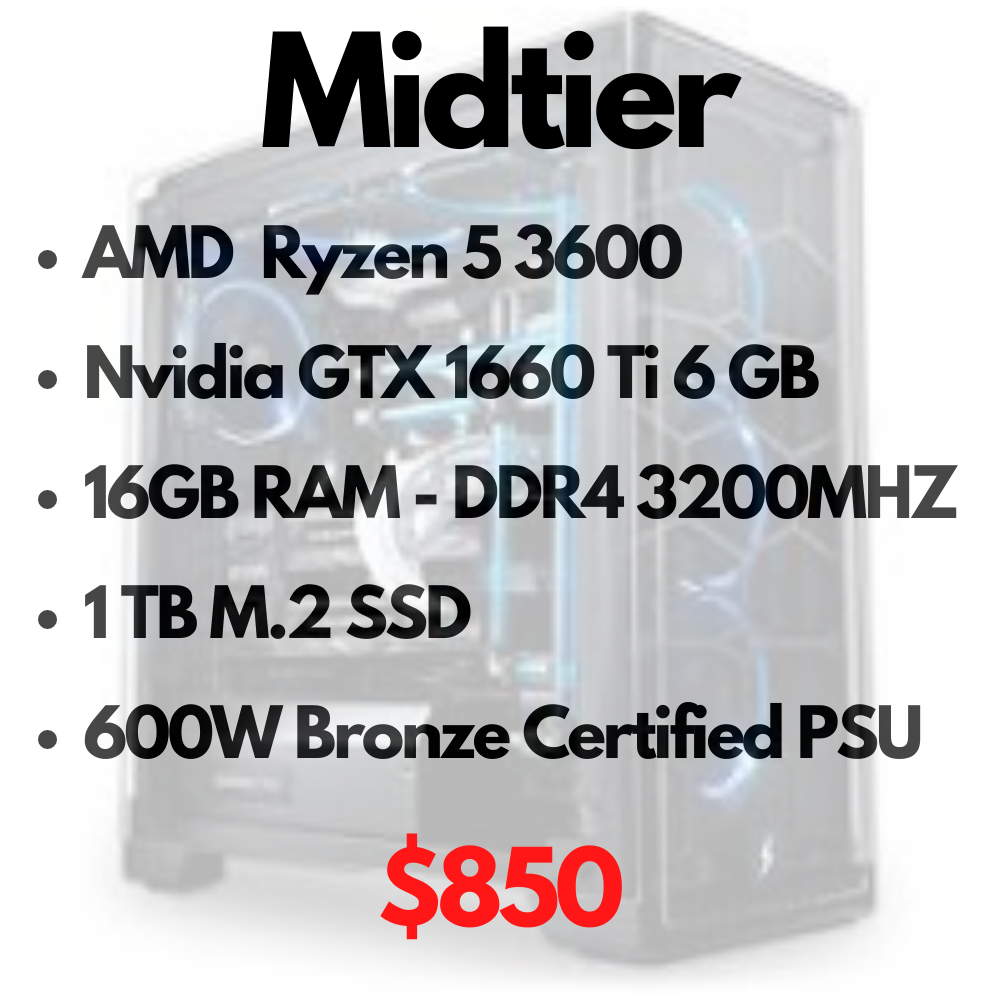 Midtier
• AMD Ryzen 5 3600
• Nvidia GTX 1660 Ti 6 GB
• 16GB RAM - DDR4 3200MHZ
• 1 TB M.2 SSD
• 600W Bronze Certified PSU
$850